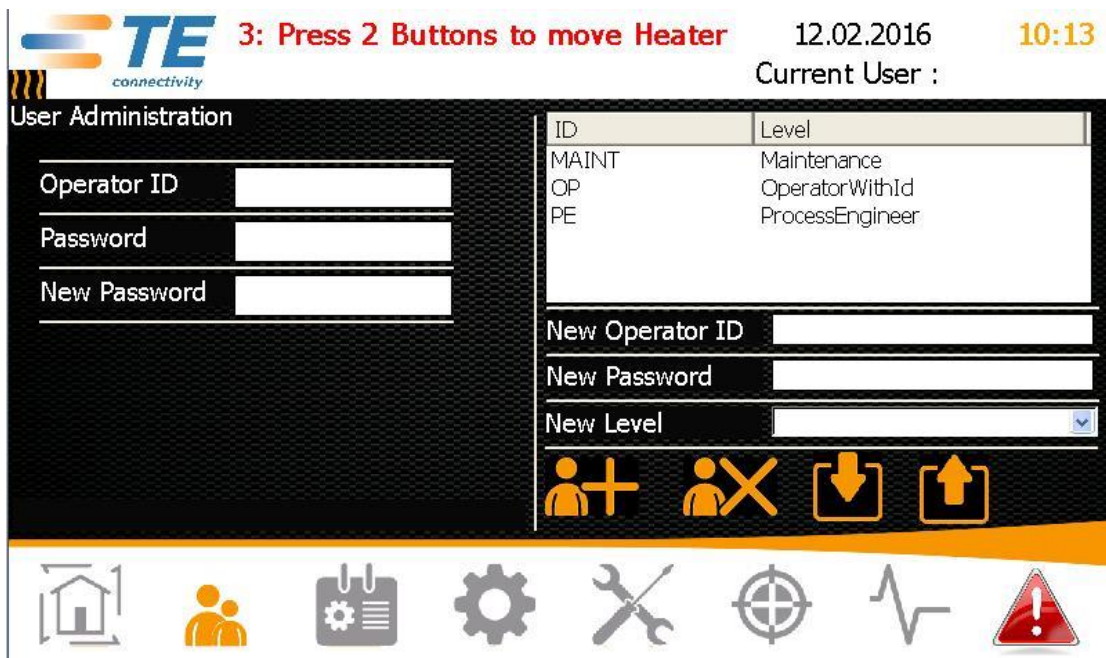 TE
connectivity
3: Press 2 Buttons to move Heater
12.02.2016
10:13
Current User :
User Administration
Operator ID
Password
New Password
ID Level
MAINT Maintenance
OP OperatorWithId
PE ProcessEngineer
New Operator ID
New Password
New Level